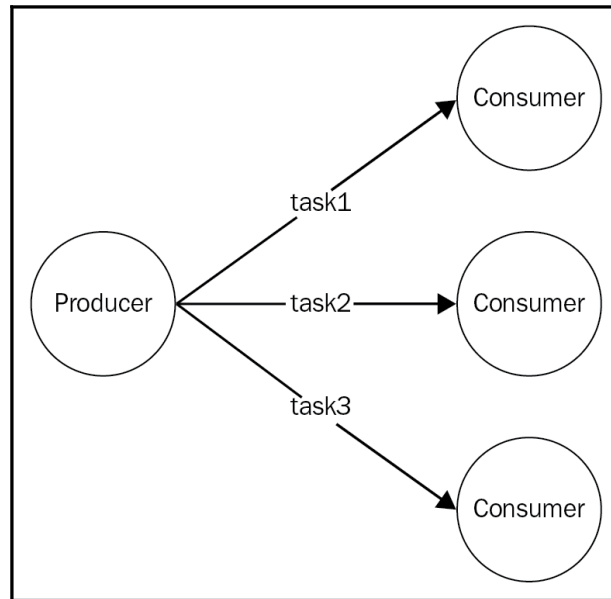 Consumer
task1
Producer
task2
Consumer
task3
Consumer